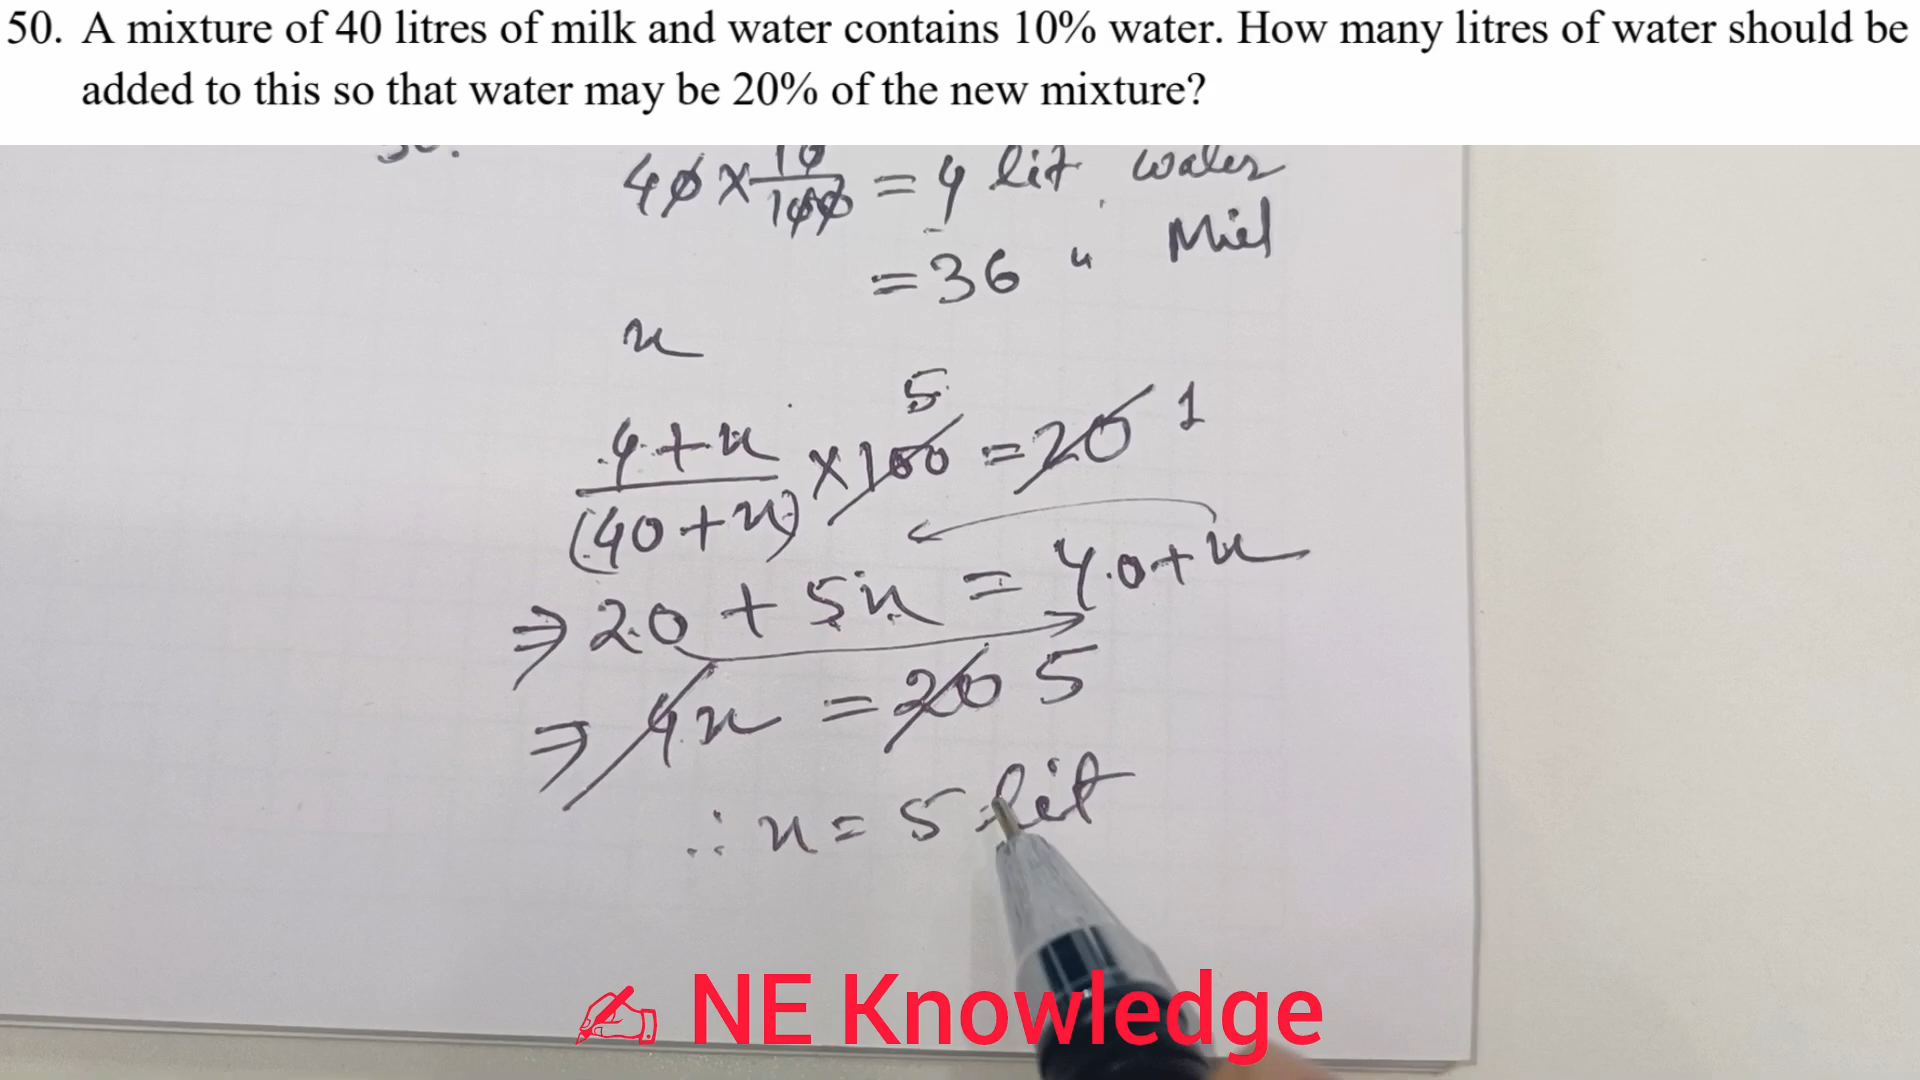 50. A mixture of 40 litres of milk and water contains 10% water. How many litres of water should be
added to this so that water may be 20% of the new mixture?
40 × 10/100 = 4 lit water
= 36 〃
x
(4+x)/(40+x) × 100 = 20 5 1
⇒ 20 + 5x = 40+x
⇒ 4x = 20 5
∴ x = 5 lit
NE Knowledge